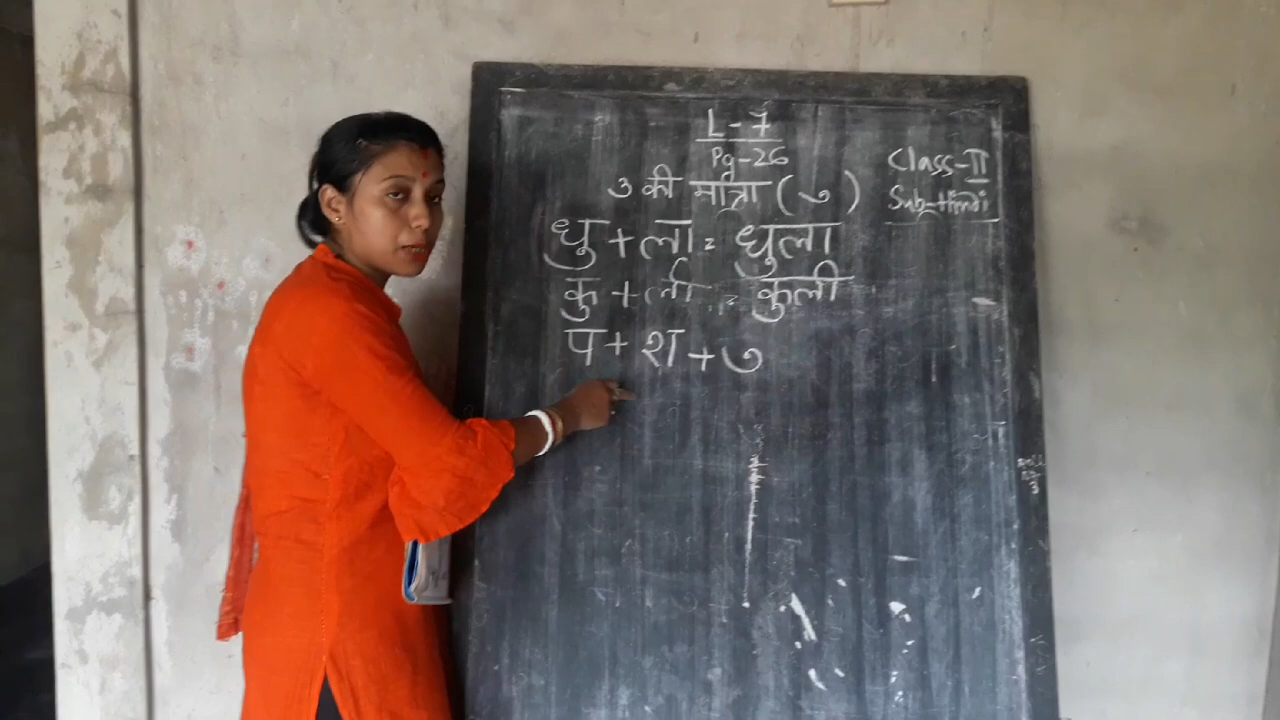 L-7
Pg-26
Class-II
Sub-Hindi
उ की मात्रा ( ु )
धु + ला = धुला
कु + ली = कुली
प + श + ु